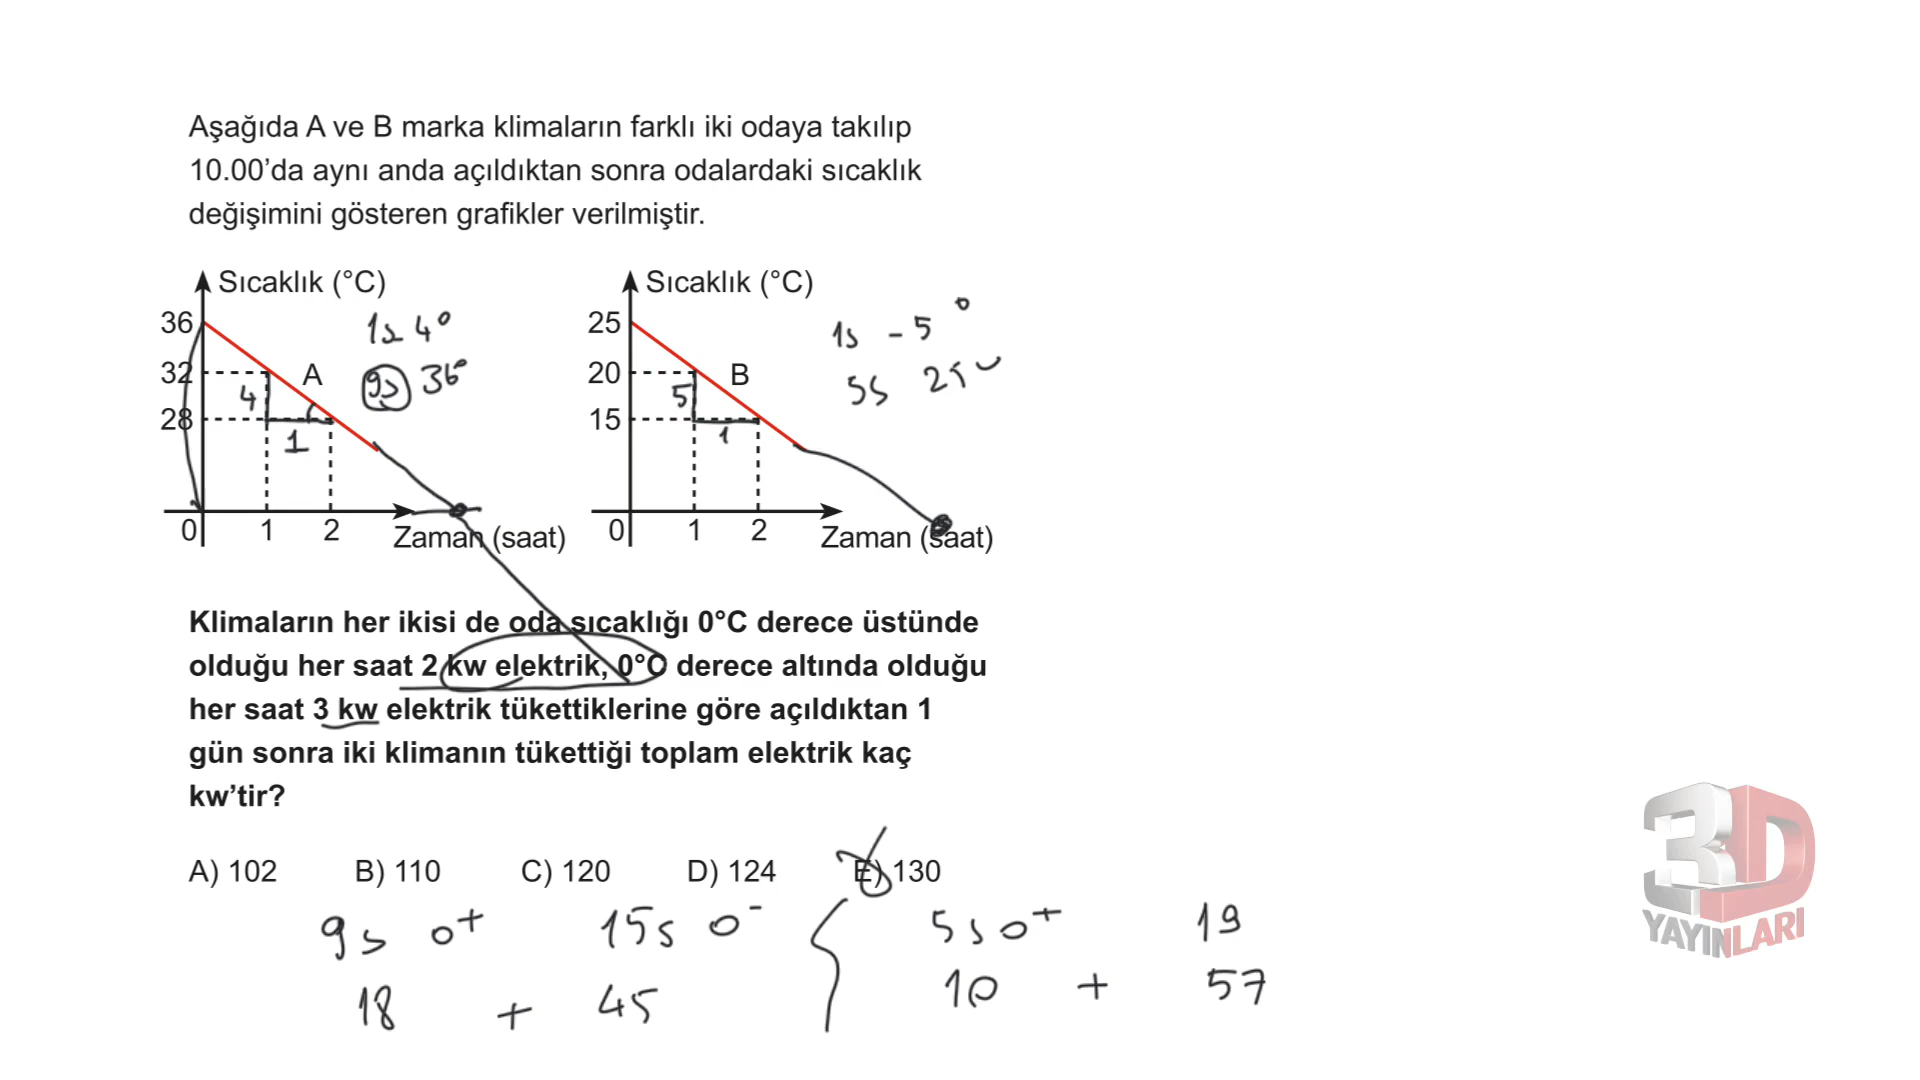 Aşağıda A ve B marka klimaların farklı iki odaya takılıp
10.00’da aynı anda açıldıktan sonra odalardaki sıcaklık
değişimini gösteren grafikler verilmiştir.
Sıcaklık (°C)
36
32
28
A
4
1
1s 4°
9s 36°
0
1
2
Zaman (saat)
Sıcaklık (°C)
25
20
15
B
5
1
1s - 5°
5s 25
0
1
2
Zaman (saat)
Klimaların her ikisi de oda sıcaklığı 0°C derece üstünde
olduğu her saat 2 kw elektrik, 0°C derece altında olduğu
her saat 3 kw elektrik tükettiklerine göre açıldıktan 1
gün sonra iki klimanın tükettiği toplam elektrik kaç
kw’tir?
A) 102 B) 110 C) 120 D) 124 E) 130
9s 0+ 15s 0- 5s 0+ 19
18 + 45 10 + 57
3D
YAYINLARI